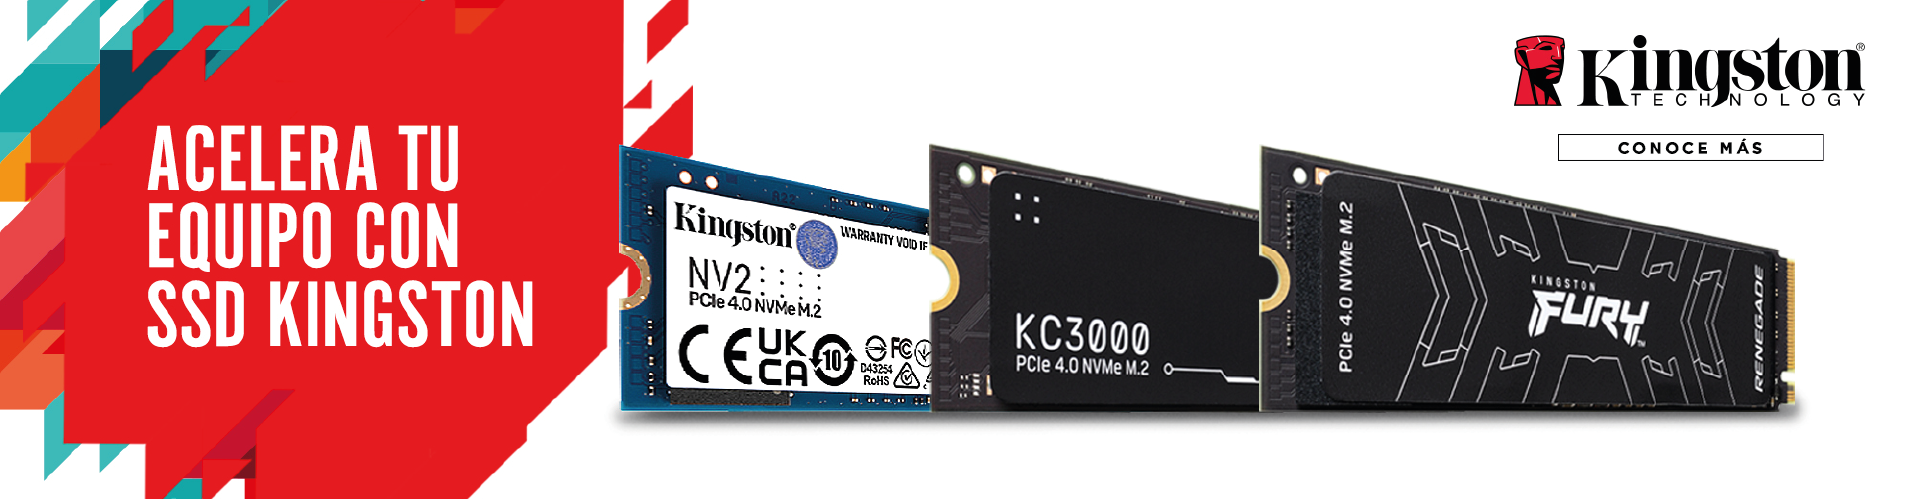 ACELERA TU
EQUIPO CON
SSD KINGSTON
Kingston®
WARRANTY VOID IF
NV2
PCIe 4.0 NVMe M.2
CE UK CA 10 FC
D43254
RoHS
KC3000
PCIe 4.0 NVMe M.2
PCIe 4.0 NVMe M.2
KINGSTON
FURY™
RENEGADE
Kingston®
TECHNOLOGY
CONOCE MÁS